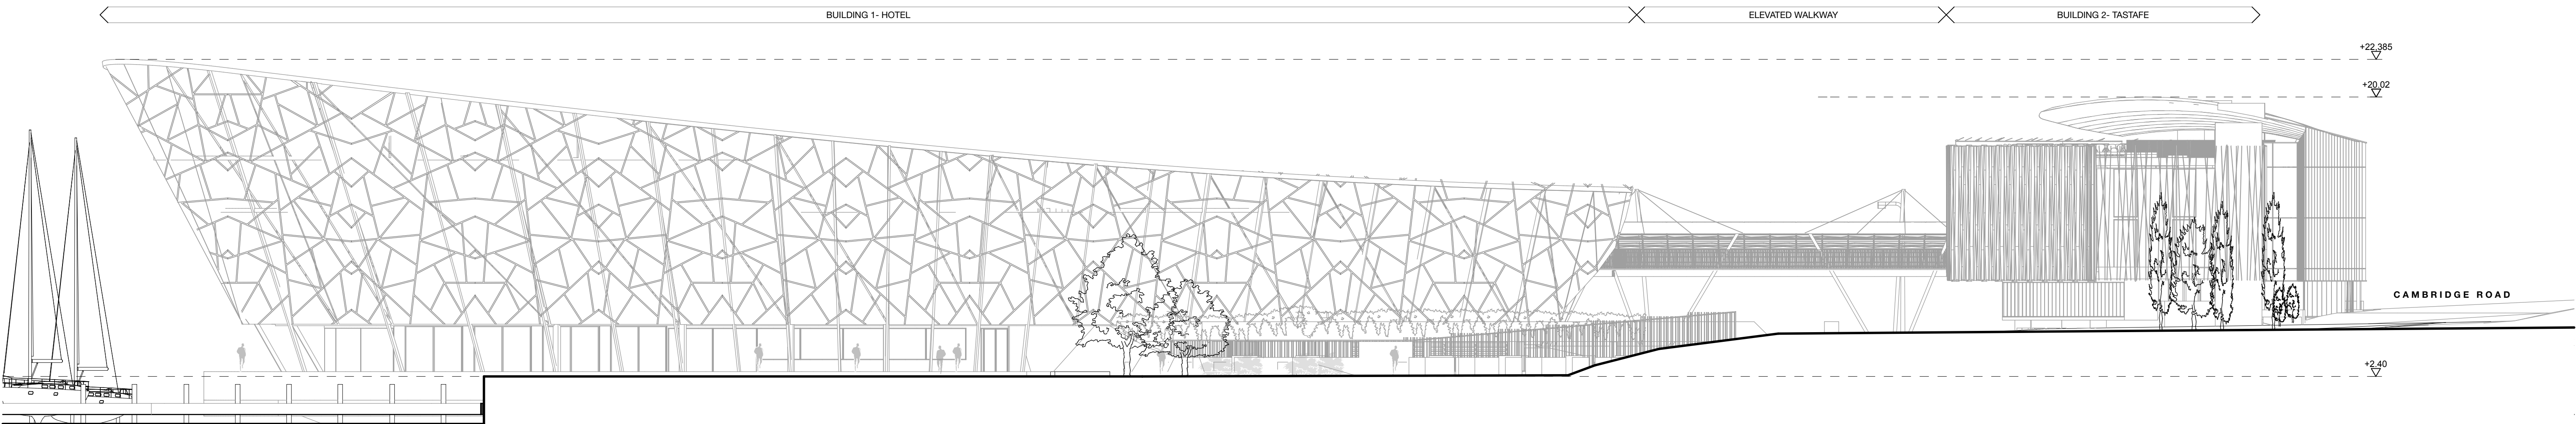 BUILDING 1- HOTEL
ELEVATED WALKWAY
BUILDING 2- TASTAFE
+22.385
+20.02
CAMBRIDGE ROAD
+2.40